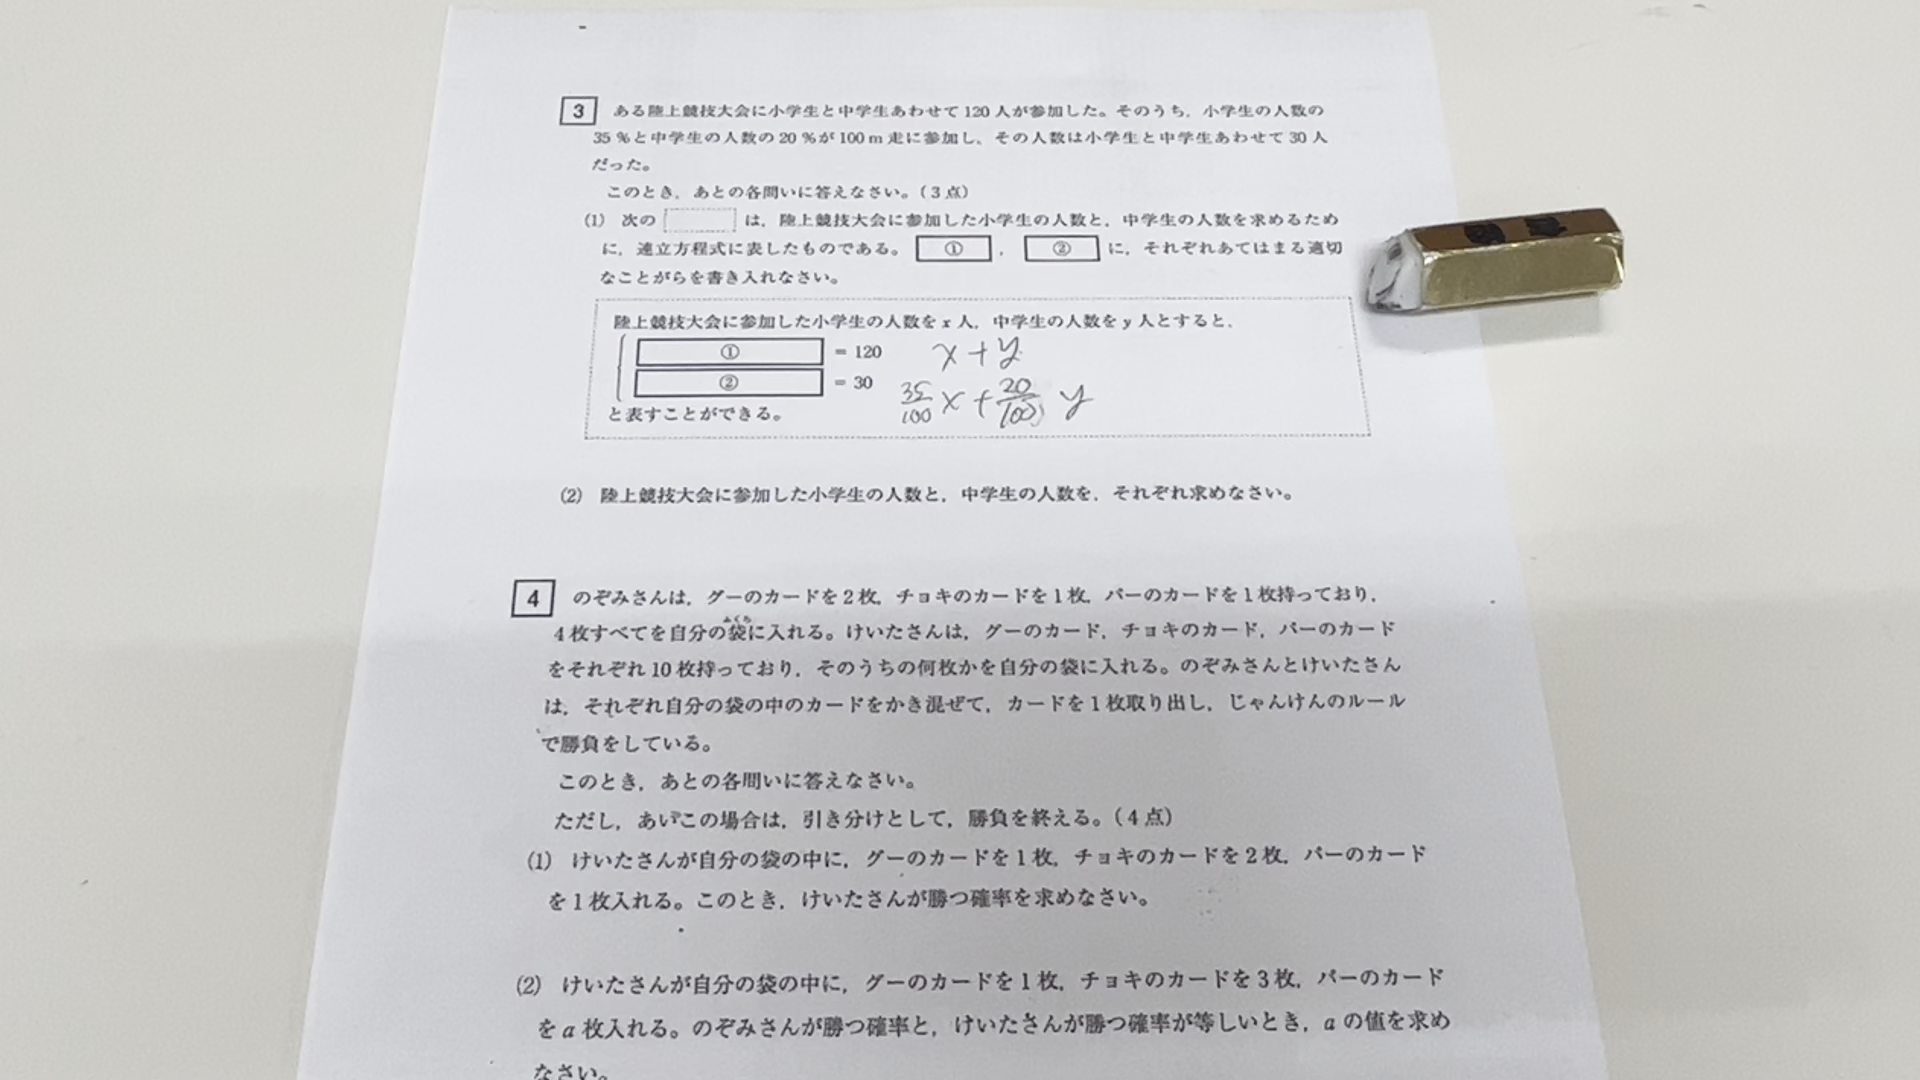 3 ある陸上競技大会に小学生と中学生あわせて120人が参加した。そのうち，小学生の人数の
35％と中学生の人数の20％が100m走に参加し，その人数は小学生と中学生あわせて30人
だった。
このとき，あとの各問いに答えなさい。（3点）
(1) 次の は，陸上競技大会に参加した小学生の人数と，中学生の人数を求めるため
に，連立方程式に表したものである。 ① ， ② に，それぞれあてはまる適切
なことがらを書き入れなさい。
陸上競技大会に参加した小学生の人数をx人，中学生の人数をy人とすると，
① = 120 x+y
② = 30 35/100 x + 20/100 y
と表すことができる。
(2) 陸上競技大会に参加した小学生の人数と，中学生の人数を，それぞれ求めなさい。
4 のぞみさんは，グーのカードを2枚，チョキのカードを1枚，パーのカードを1枚持っており，
4枚すべてを自分の袋に入れる。けいたさんは，グーのカード，チョキのカード，パーのカード
ふくろ
をそれぞれ10枚持っており，そのうちの何枚かを自分の袋に入れる。のぞみさんとけいたさん
は，それぞれ自分の袋の中のカードをかき混ぜて，カードを1枚取り出し，じゃんけんのルール
で勝負をしている。
このとき，あとの各問いに答えなさい。
ただし，あいこの場合は，引き分けとして，勝負を終える。（4点）
(1) けいたさんが自分の袋の中に，グーのカードを1枚，チョキのカードを2枚，パーのカード
を1枚入れる。このとき，けいたさんが勝つ確率を求めなさい。
(2) けいたさんが自分の袋の中に，グーのカードを1枚，チョキのカードを3枚，パーのカード
をa枚入れる。のぞみさんが勝つ確率と，けいたさんが勝つ確率が等しいとき，aの値を求め
なさい。